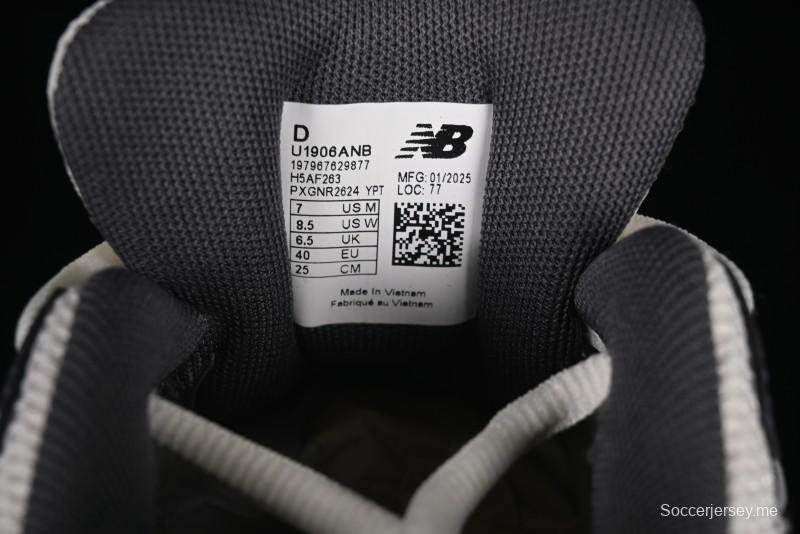 D
U1906ANB
197967629877
H5AF263
PXGNR2624 YPT
NB
MFG: 01/2025
LOC: 77
7 US M
8.5 US W
6.5 UK
40 EU
25 CM
Made In Vietnam
Fabriqué au Vietnam
Soccerjersey.me